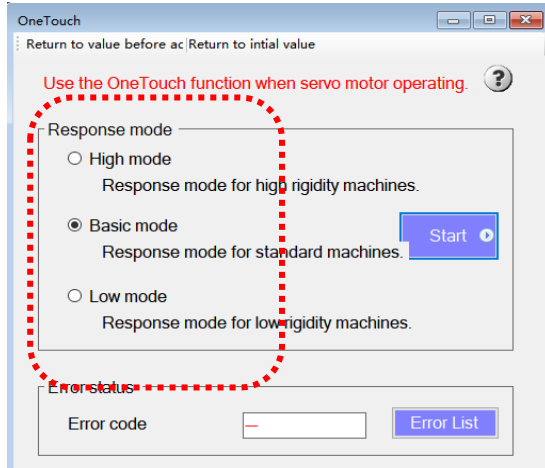 OneTouch
Return to value before ac Return to intial value
Use the OneTouch function when servo motor operating. ?
Response mode
High mode
Response mode for high rigidity machines.
Basic mode
Response mode for standard machines.
Start
Low mode
Response mode for low rigidity machines.
Error status
Error code -- Error List